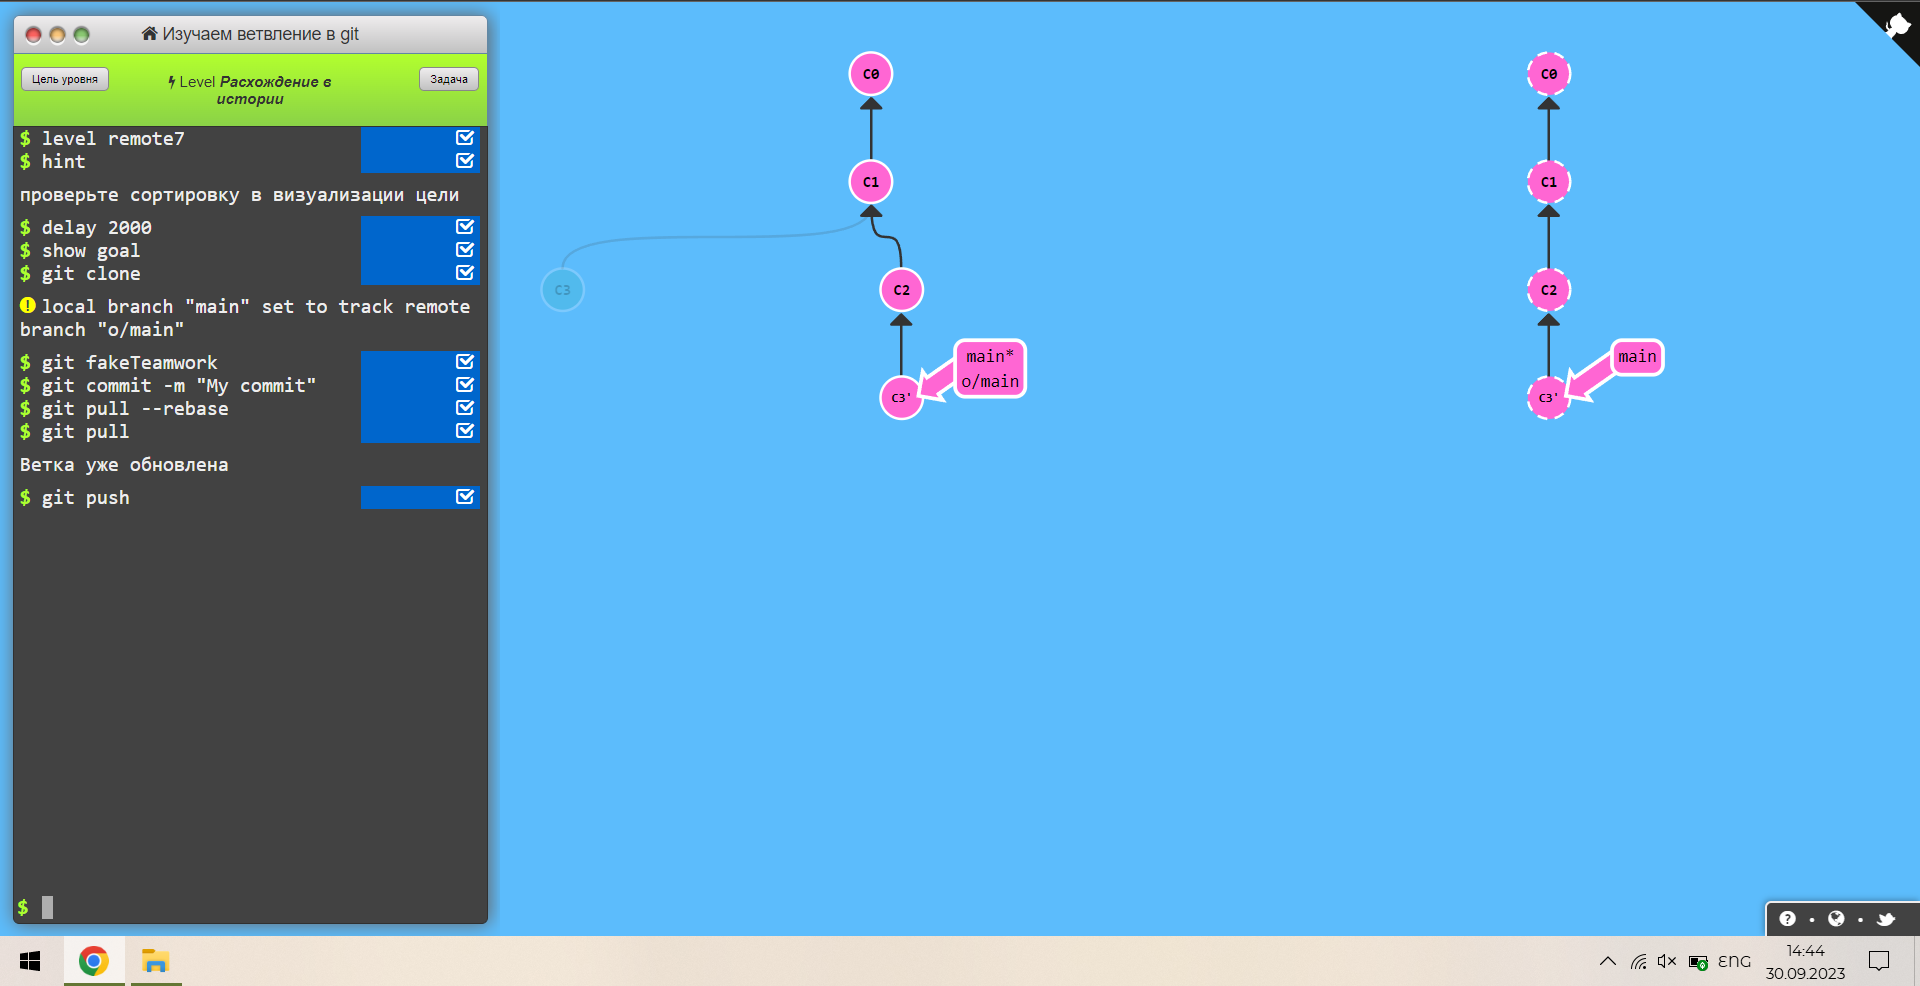 Изучаем ветвление в git
Цель уровня
Level Расхождение в
истории
Задача
$ level remote7
$ hint
проверьте сортировку в визуализации цели
$ delay 2000
$ show goal
$ git clone
local branch "main" set to track remote
branch "o/main"
$ git fakeTeamwork
$ git commit -m "My commit"
$ git pull --rebase
$ git pull
Ветка уже обновлена
$ git push
$
C0
C1
C3
C2
main*
o/main
C3'
C0
C1
C2
main
C3'
ENG
14:44
30.09.2023